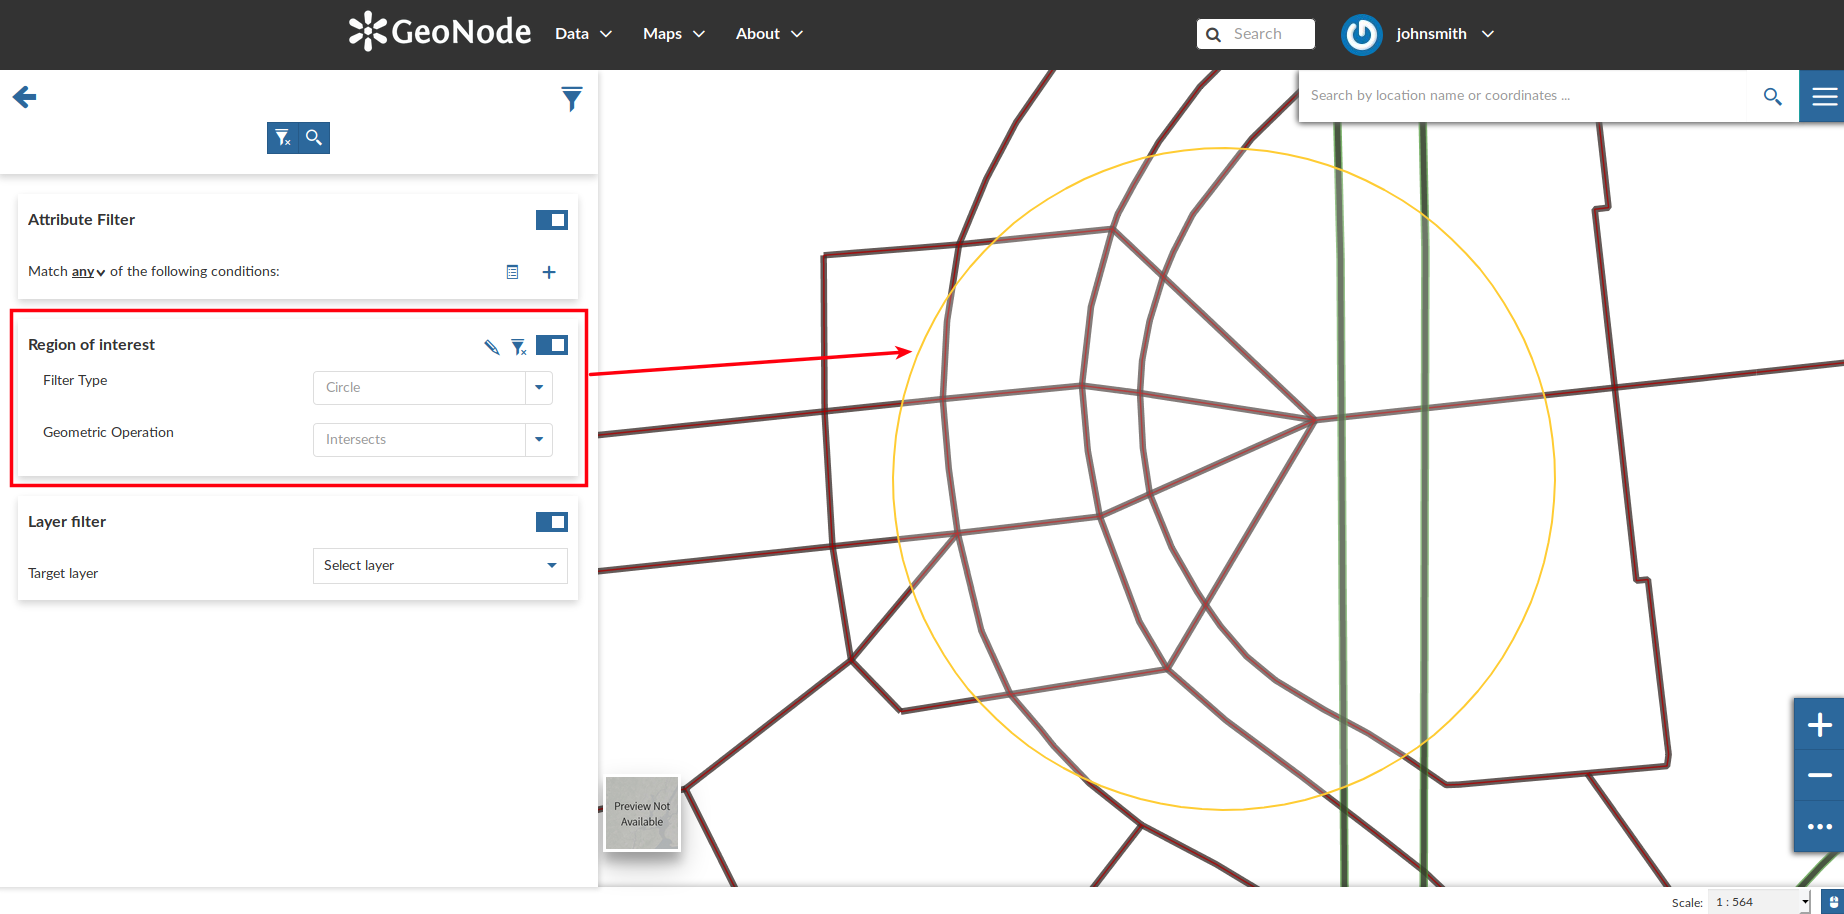 GeoNode Data Maps About Search johnsmith
Search by location name or coordinates ...
Attribute Filter
Match any of the following conditions:
Region of interest
Filter Type Circle
Geometric Operation Intersects
Layer filter
Target layer Select layer
Preview Not
Available
Scale: 1 : 564